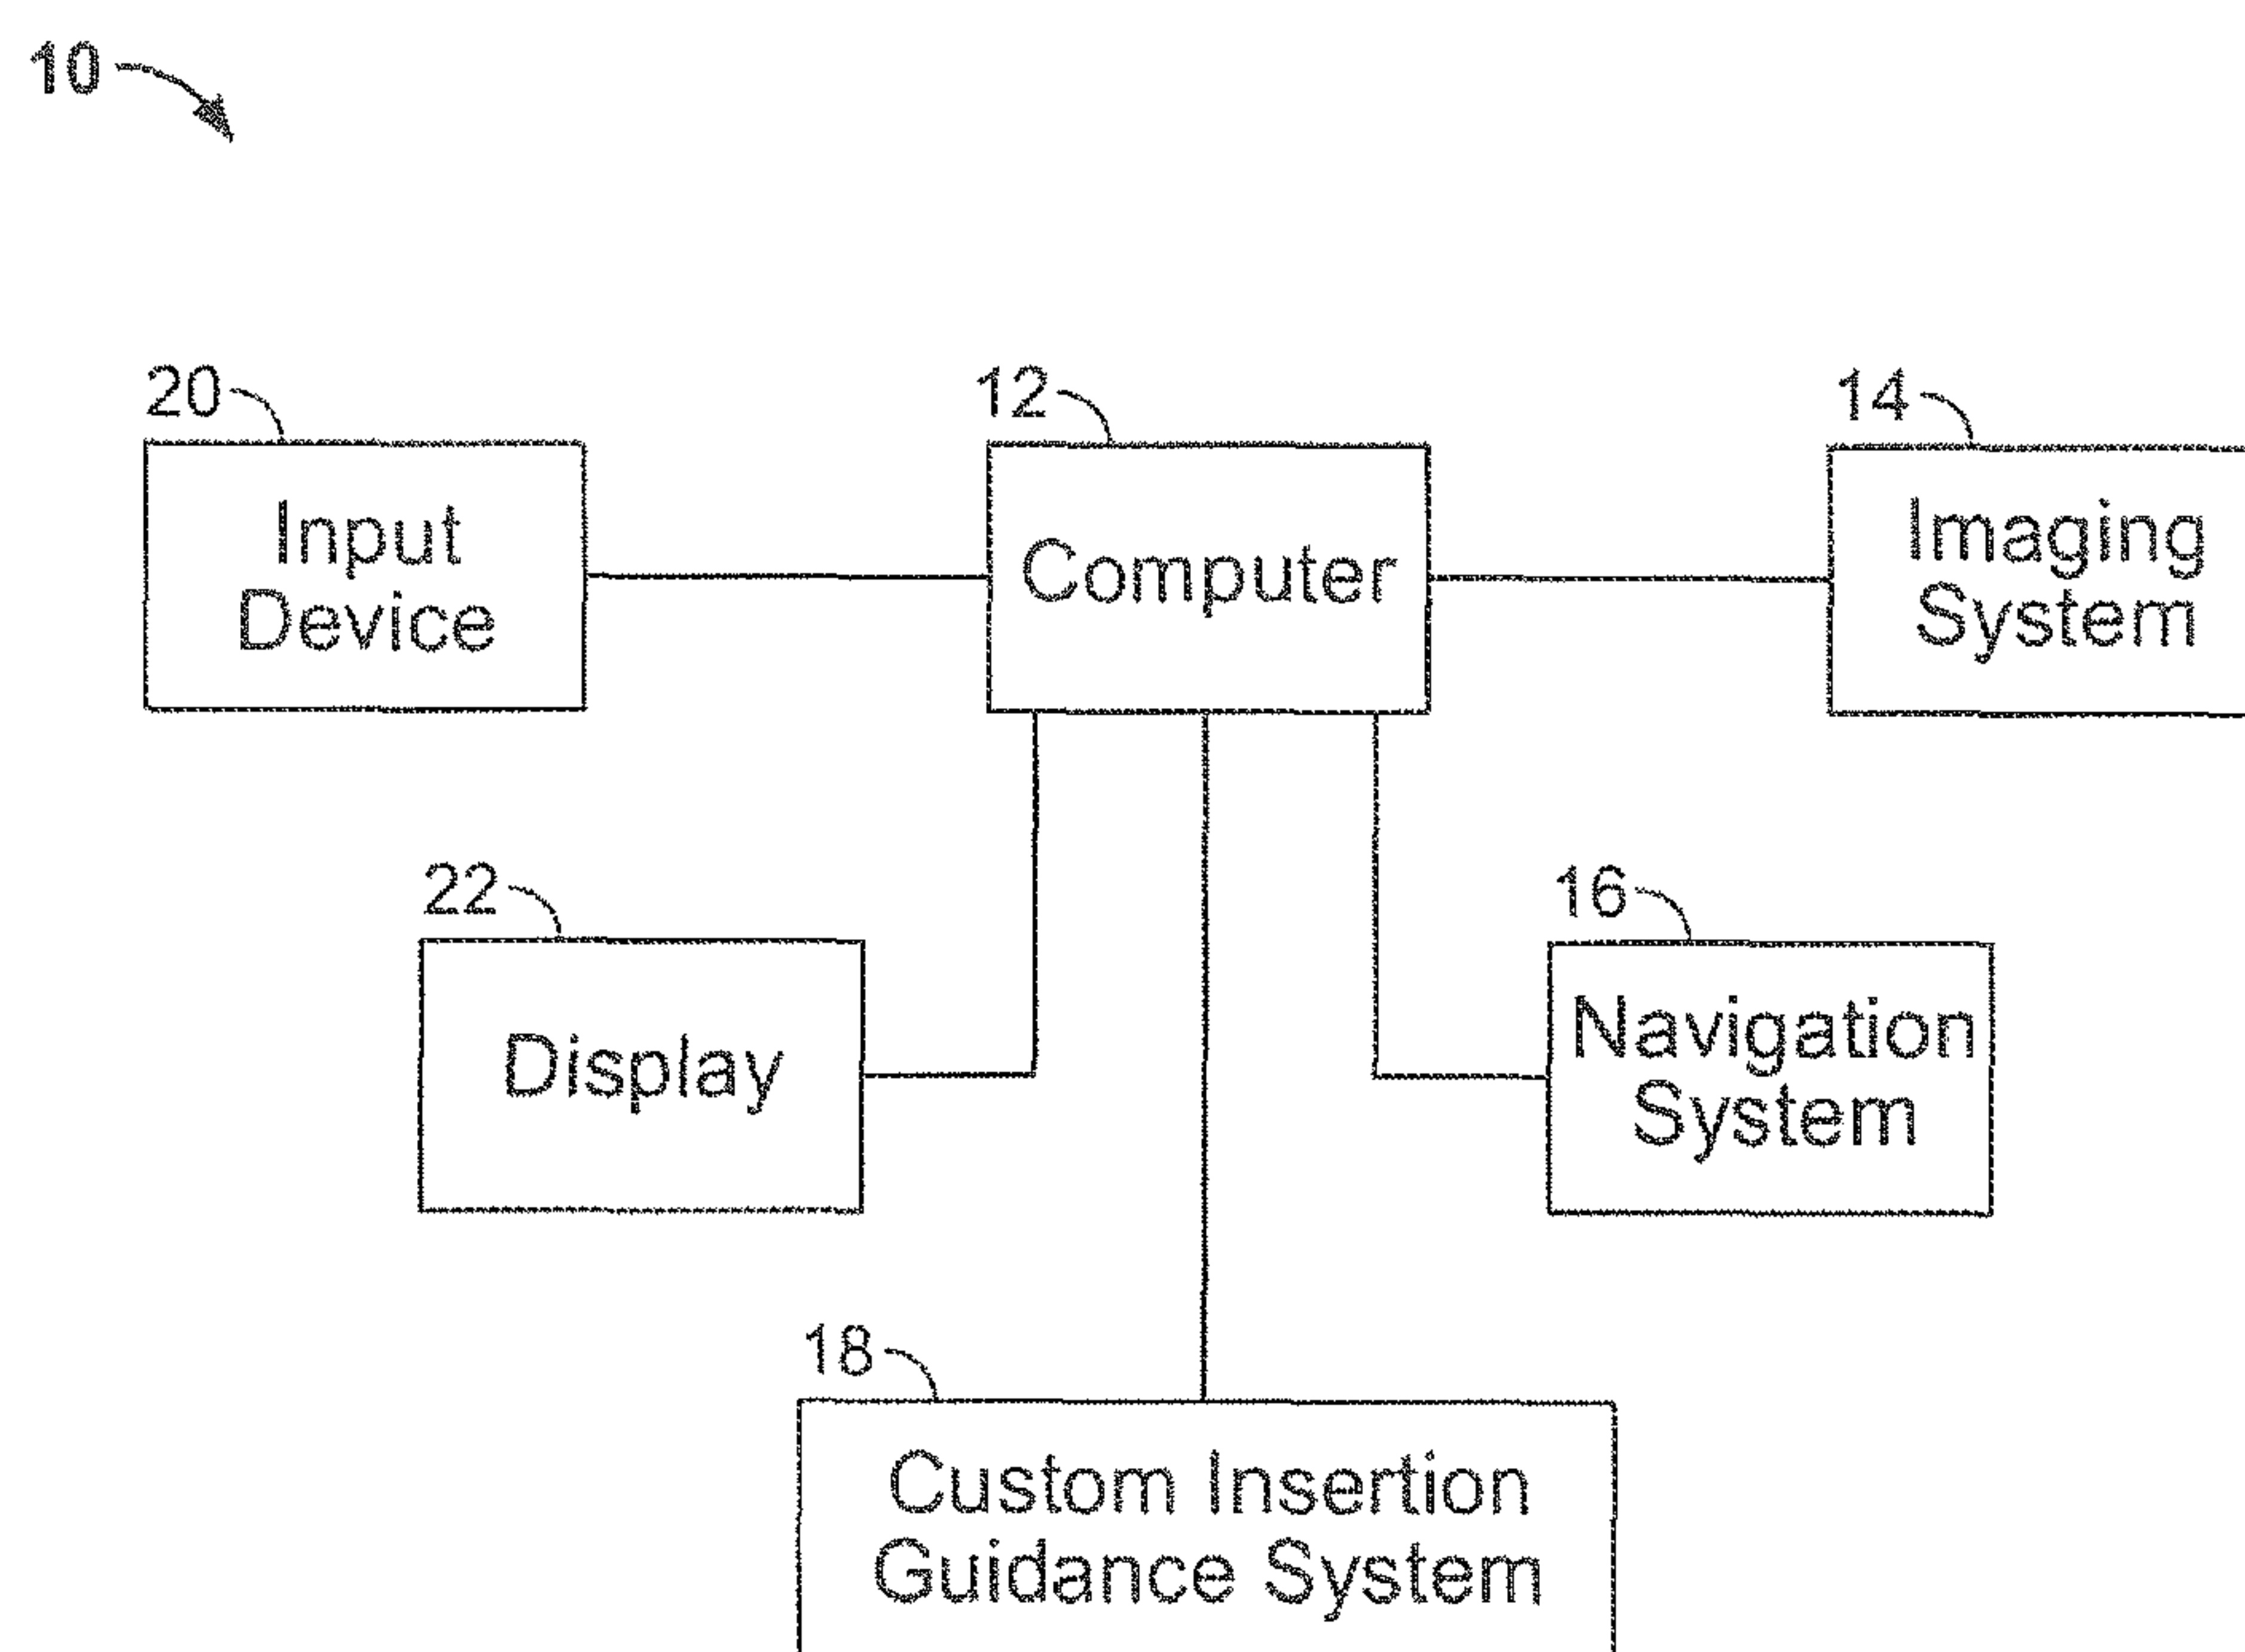 10
20
12
14
Input
Device
Computer
Imaging
System
22
16
Display
Navigation
System
18
Custom Insertion
Guidance System